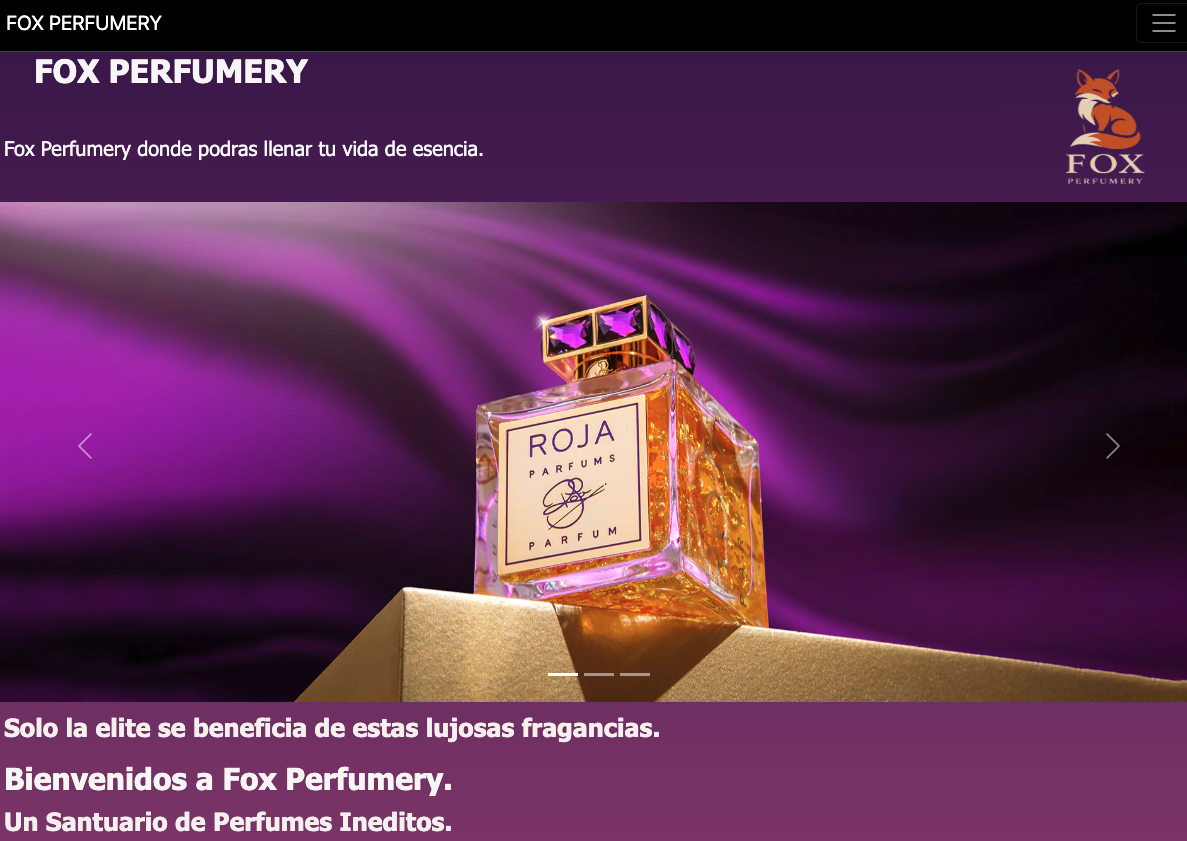 FOX PERFUMERY
FOX PERFUMERY
Fox Perfumery donde podras llenar tu vida de esencia.
FOX
PERFUMERY
ROJA
PARFUMS
PARFUM
Solo la elite se beneficia de estas lujosas fragancias.
Bienvenidos a Fox Perfumery.
Un Santuario de Perfumes Ineditos.